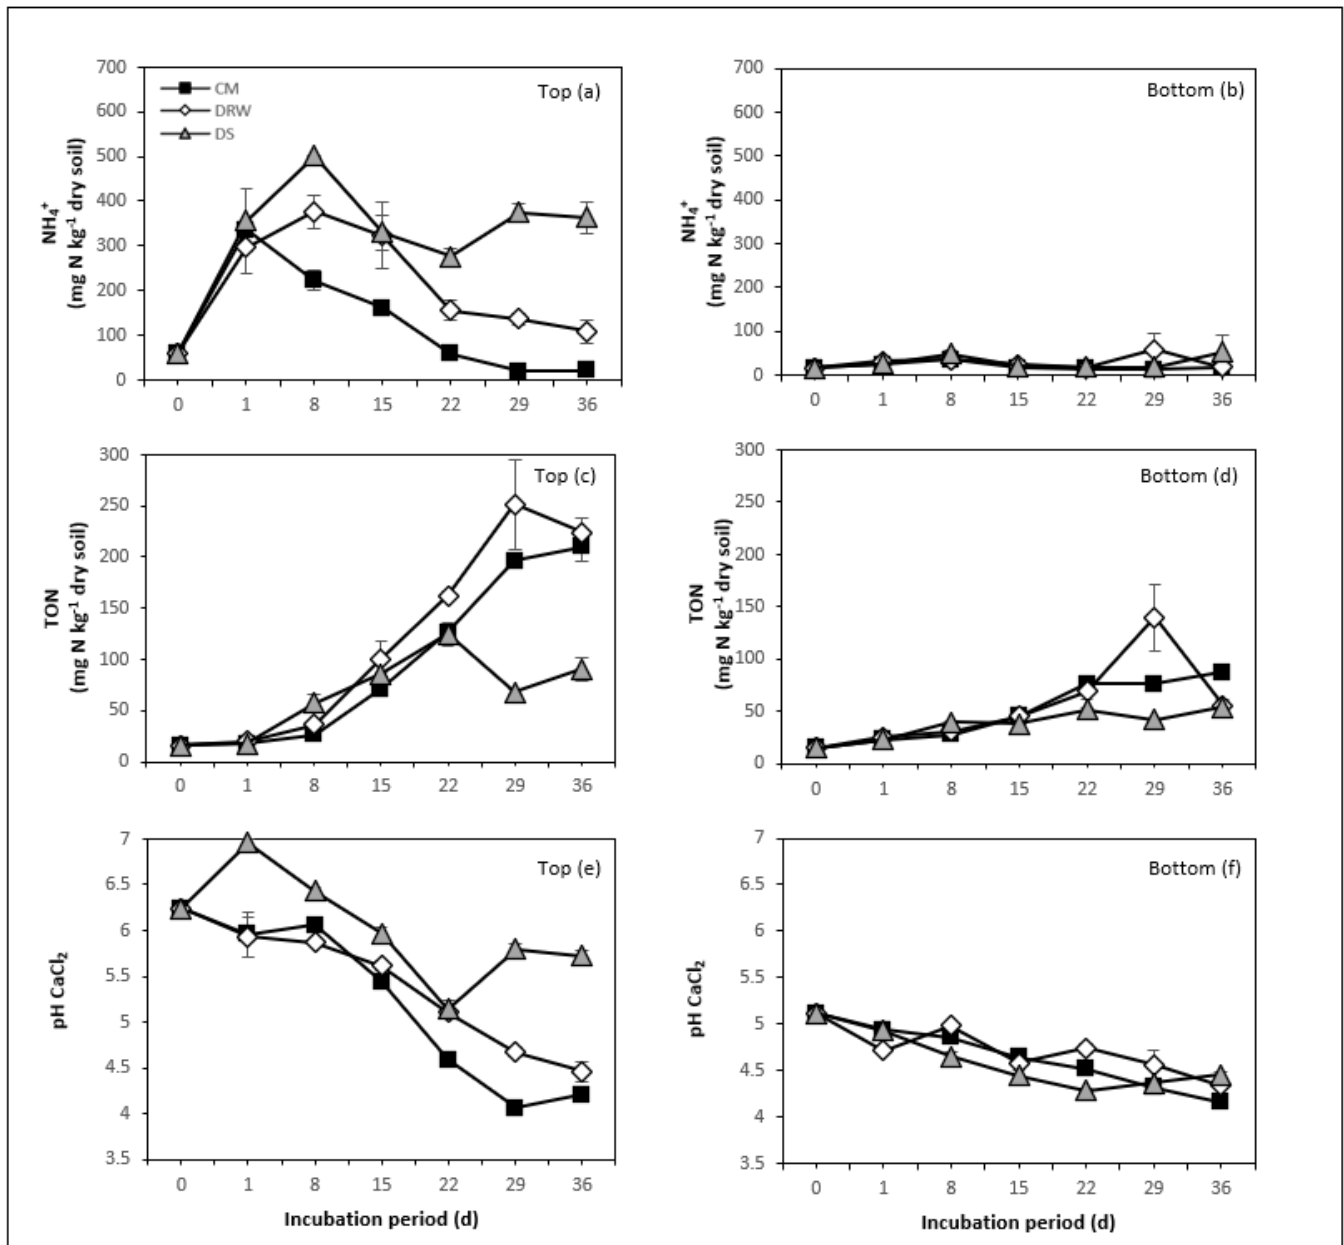 Top (a)
CM
DRW
DS
NH₄⁺
(mg N kg⁻¹ dry soil)
700
600
500
400
300
200
100
0
0 1 8 15 22 29 36
Bottom (b)
NH₄⁺
(mg N kg⁻¹ dry soil)
700
600
500
400
300
200
100
0
0 1 8 15 22 29 36
Top (c)
TON
(mg N kg⁻¹ dry soil)
300
250
200
150
100
50
0
0 1 8 15 22 29 36
Bottom (d)
TON
(mg N kg⁻¹ dry soil)
300
250
200
150
100
50
0
0 1 8 15 22 29 36
Top (e)
pH CaCl₂
7
6.5
6
5.5
5
4.5
4
3.5
0 1 8 15 22 29 36
Incubation period (d)
Bottom (f)
pH CaCl₂
7
6.5
6
5.5
5
4.5
4
3.5
0 1 8 15 22 29 36
Incubation period (d)